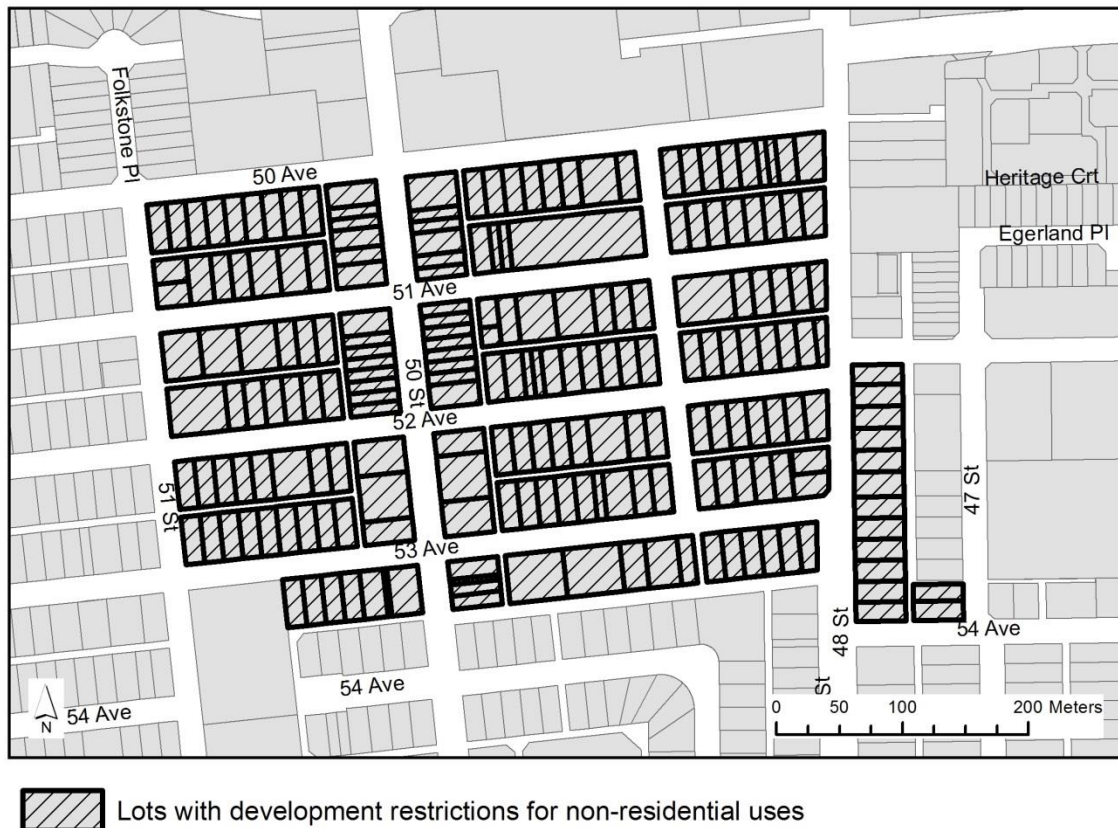 Folkstone Pl
50 Ave
Heritage Crt
Egerland Pl
51 Ave
50 St
52 Ave
51 St
47 St
53 Ave
48 St
54 Ave
54 Ave
St
54 Ave
N
0 50 100 200 Meters
Lots with development restrictions for non-residential uses